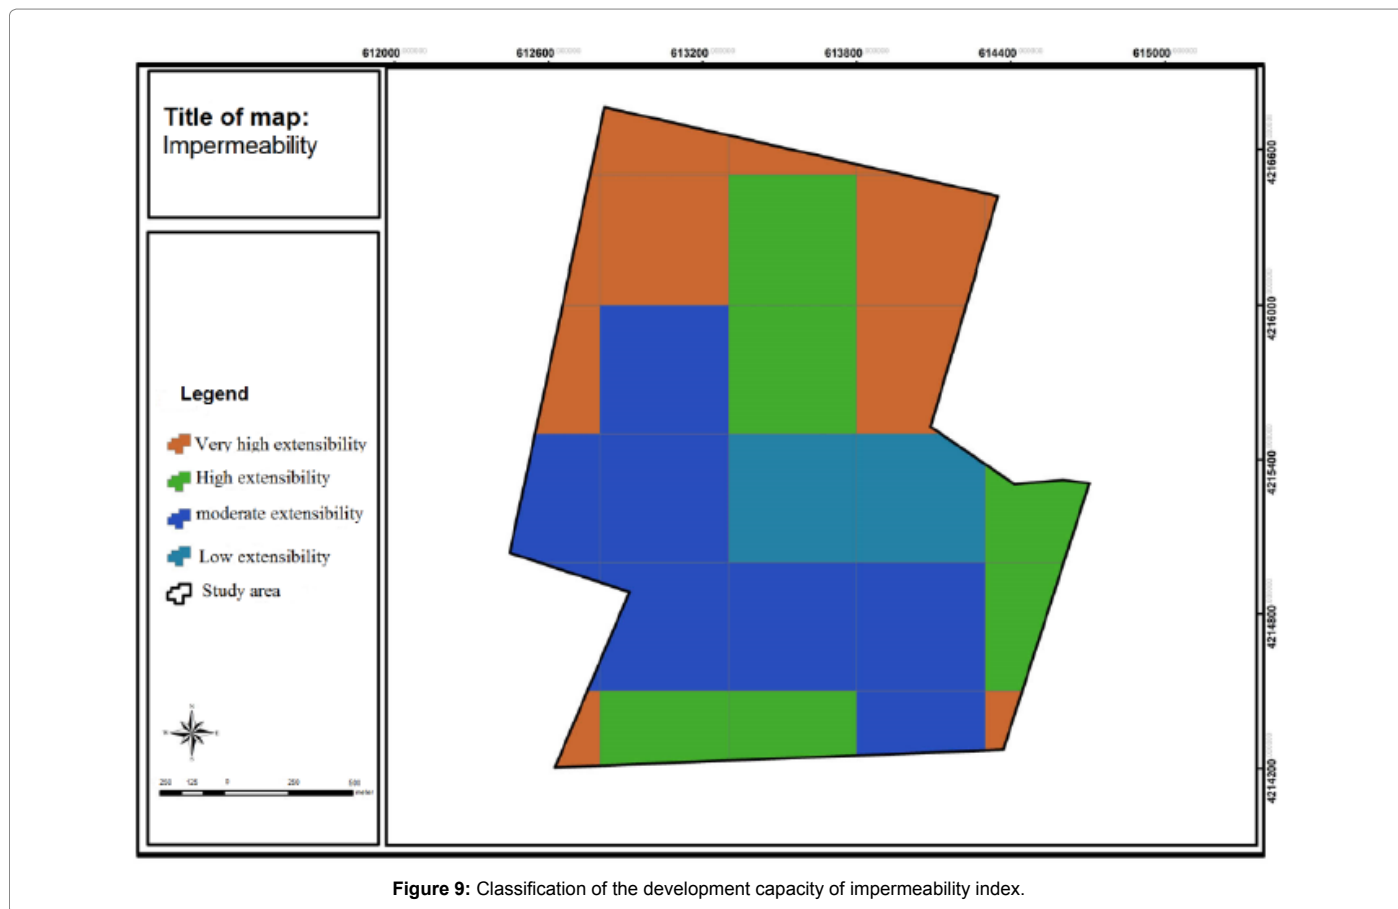 612000 612600 613200 613800 614400 615000
Title of map:
Impermeability
4216600
4216000
4215400
4214800
4214200
Legend
Very high extensibility
High extensibility
moderate extensibility
Low extensibility
Study area
N
W E
S
250 125 0 250 500
meter
Figure 9: Classification of the development capacity of impermeability index.